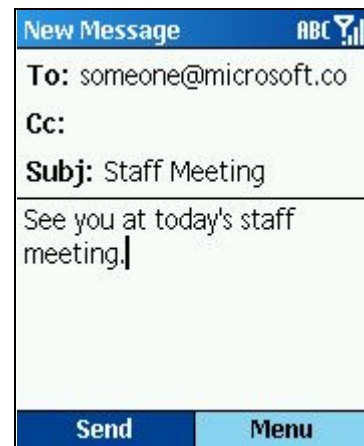 New Message ABC
To: someone@microsoft.co
Cc:
Subj: Staff Meeting
See you at today's staff
meeting.
Send Menu